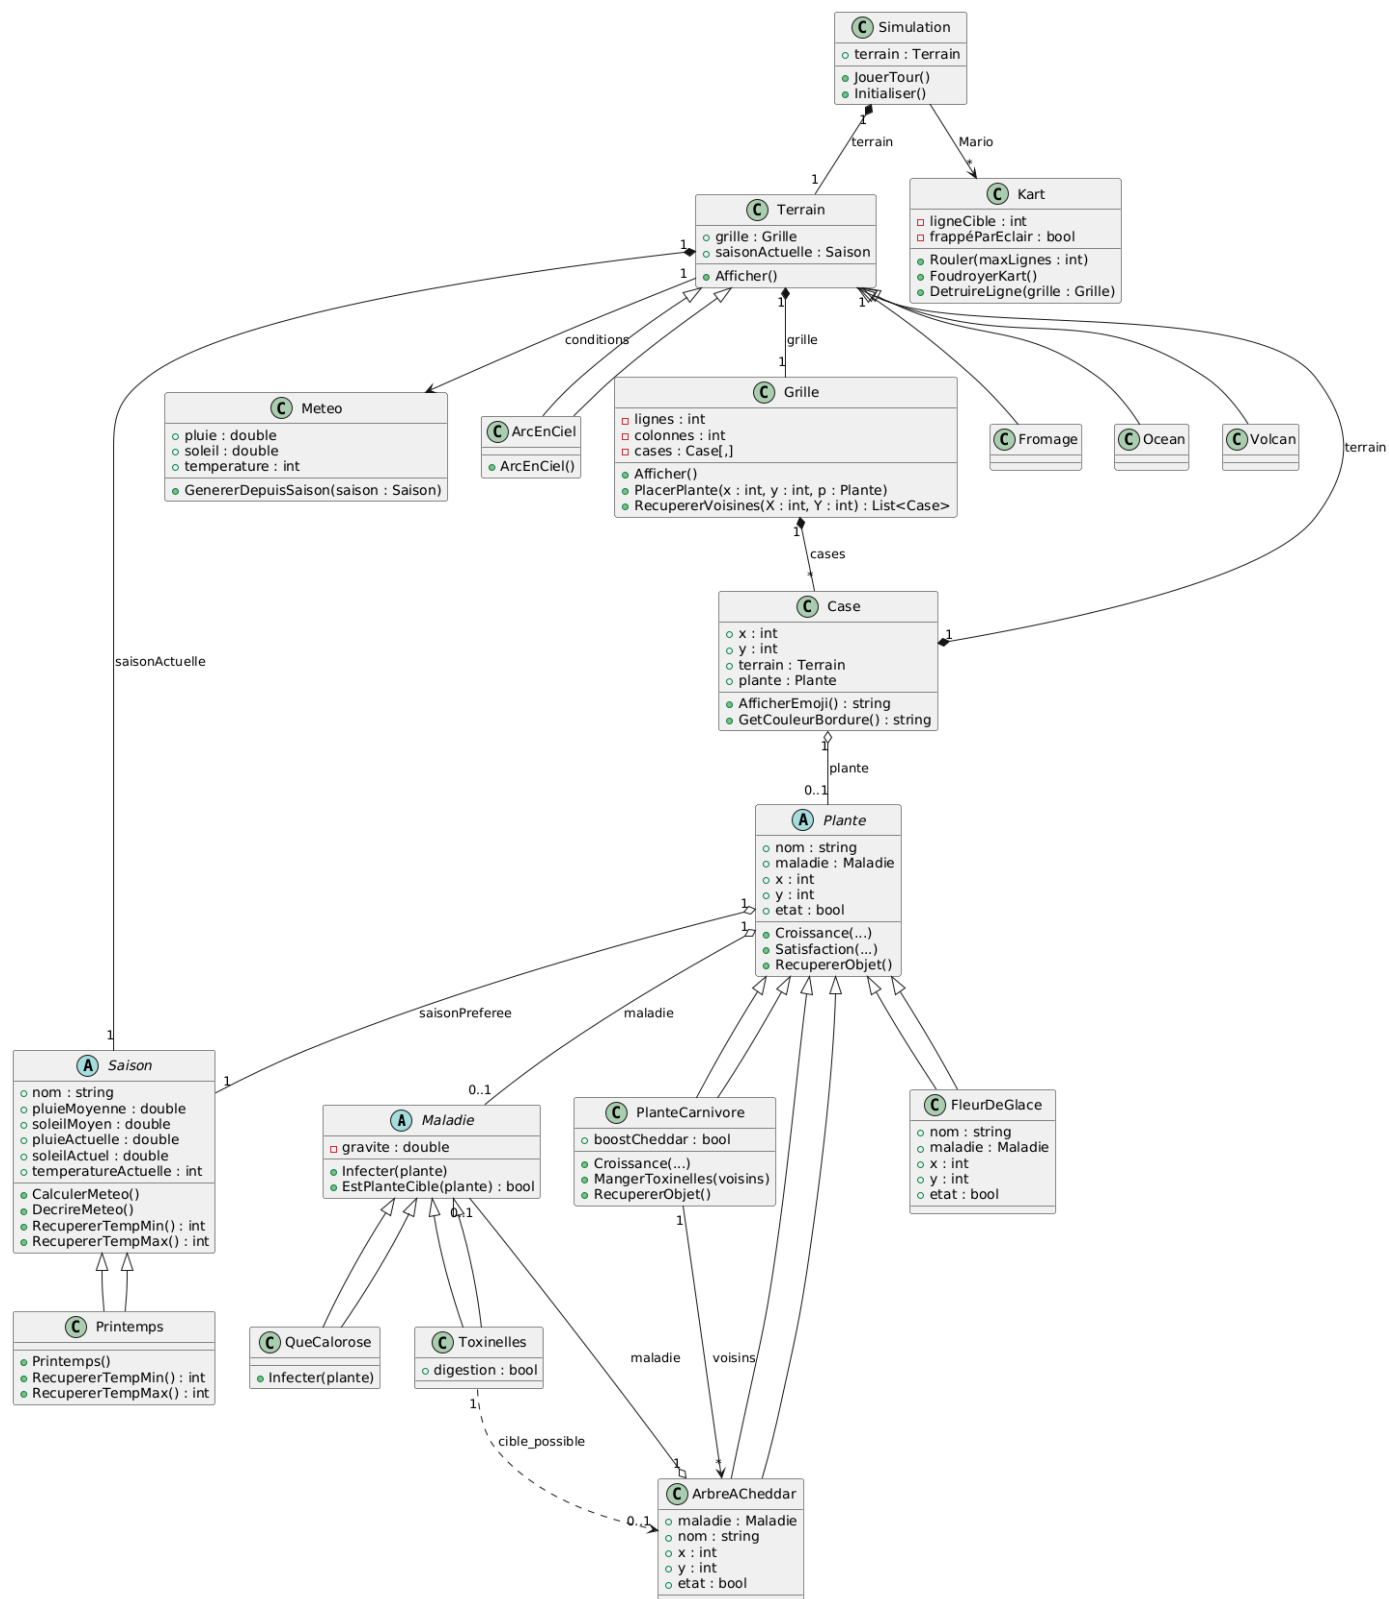 C Simulation
terrain : Terrain
JouerTour()
Initialiser()
1
terrain
1
Mario
*
C Terrain
grille : Grille
saisonActuelle : Saison
Afficher()
C Kart
ligneCible : int
frappéParEclair : bool
Rouler(maxLignes : int)
FoudroyerKart()
DetruireLigne(grille : Grille)
1
1
1
1
conditions
grille
1
C Meteo
pluie : double
soleil : double
temperature : int
GenererDepuisSaison(saison : Saison)
C ArcEnCiel
ArcEnCiel()
C Grille
lignes : int
colonnes : int
cases : Case[,]
Afficher()
PlacerPlante(x : int, y : int, p : Plante)
RecupererVoisines(X : int, Y : int) : List<Case>
C Fromage
C Ocean
C Volcan
terrain
1
cases
*
C Case
x : int
y : int
terrain : Terrain
plante : Plante
AfficherEmoji() : string
GetCouleurBordure() : string
1
saisonActuelle
1
plante
0..1
A Plante
nom : string
maladie : Maladie
x : int
y : int
etat : bool
Croissance(...)
Satisfaction(...)
RecupererObjet()
1
1
saisonPreferee
maladie
1
1
0..1
A Saison
nom : string
pluieMoyenne : double
soleilMoyen : double
pluieActuelle : double
soleilActuel : double
temperatureActuelle : int
CalculerMeteo()
DecrireMeteo()
RecupererTempMin() : int
RecupererTempMax() : int
A Maladie
gravite : double
Infecter(plante)
EstPlanteCible(plante) : bool
C PlanteCarnivore
boostCheddar : bool
Croissance(...)
MangerToxinelles(voisins)
RecupererObjet()
C FleurDeGlace
nom : string
maladie : Maladie
x : int
y : int
etat : bool
0..1
1
C Printemps
Printemps()
RecupererTempMin() : int
RecupererTempMax() : int
C QueCalorose
Infecter(plante)
C Toxinelles
digestion : bool
maladie
voisins
1
cible_possible
1
*
0..1
C ArbreACheddar
maladie : Maladie
nom : string
x : int
y : int
etat : bool